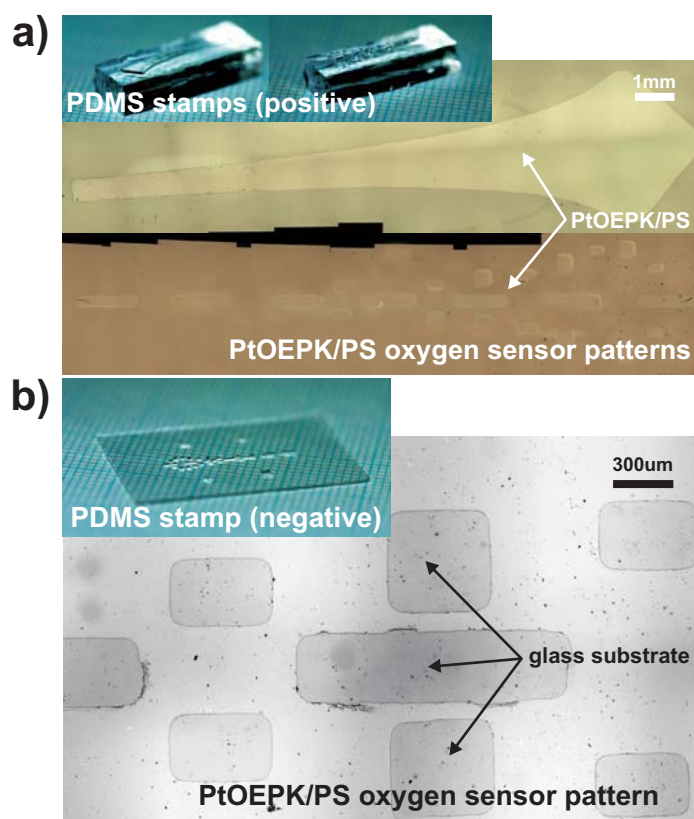 a)
PDMS stamps (positive)
1mm
PtOEPK/PS
PtOEPK/PS oxygen sensor patterns
b)
PDMS stamp (negative)
300um
glass substrate
PtOEPK/PS oxygen sensor pattern